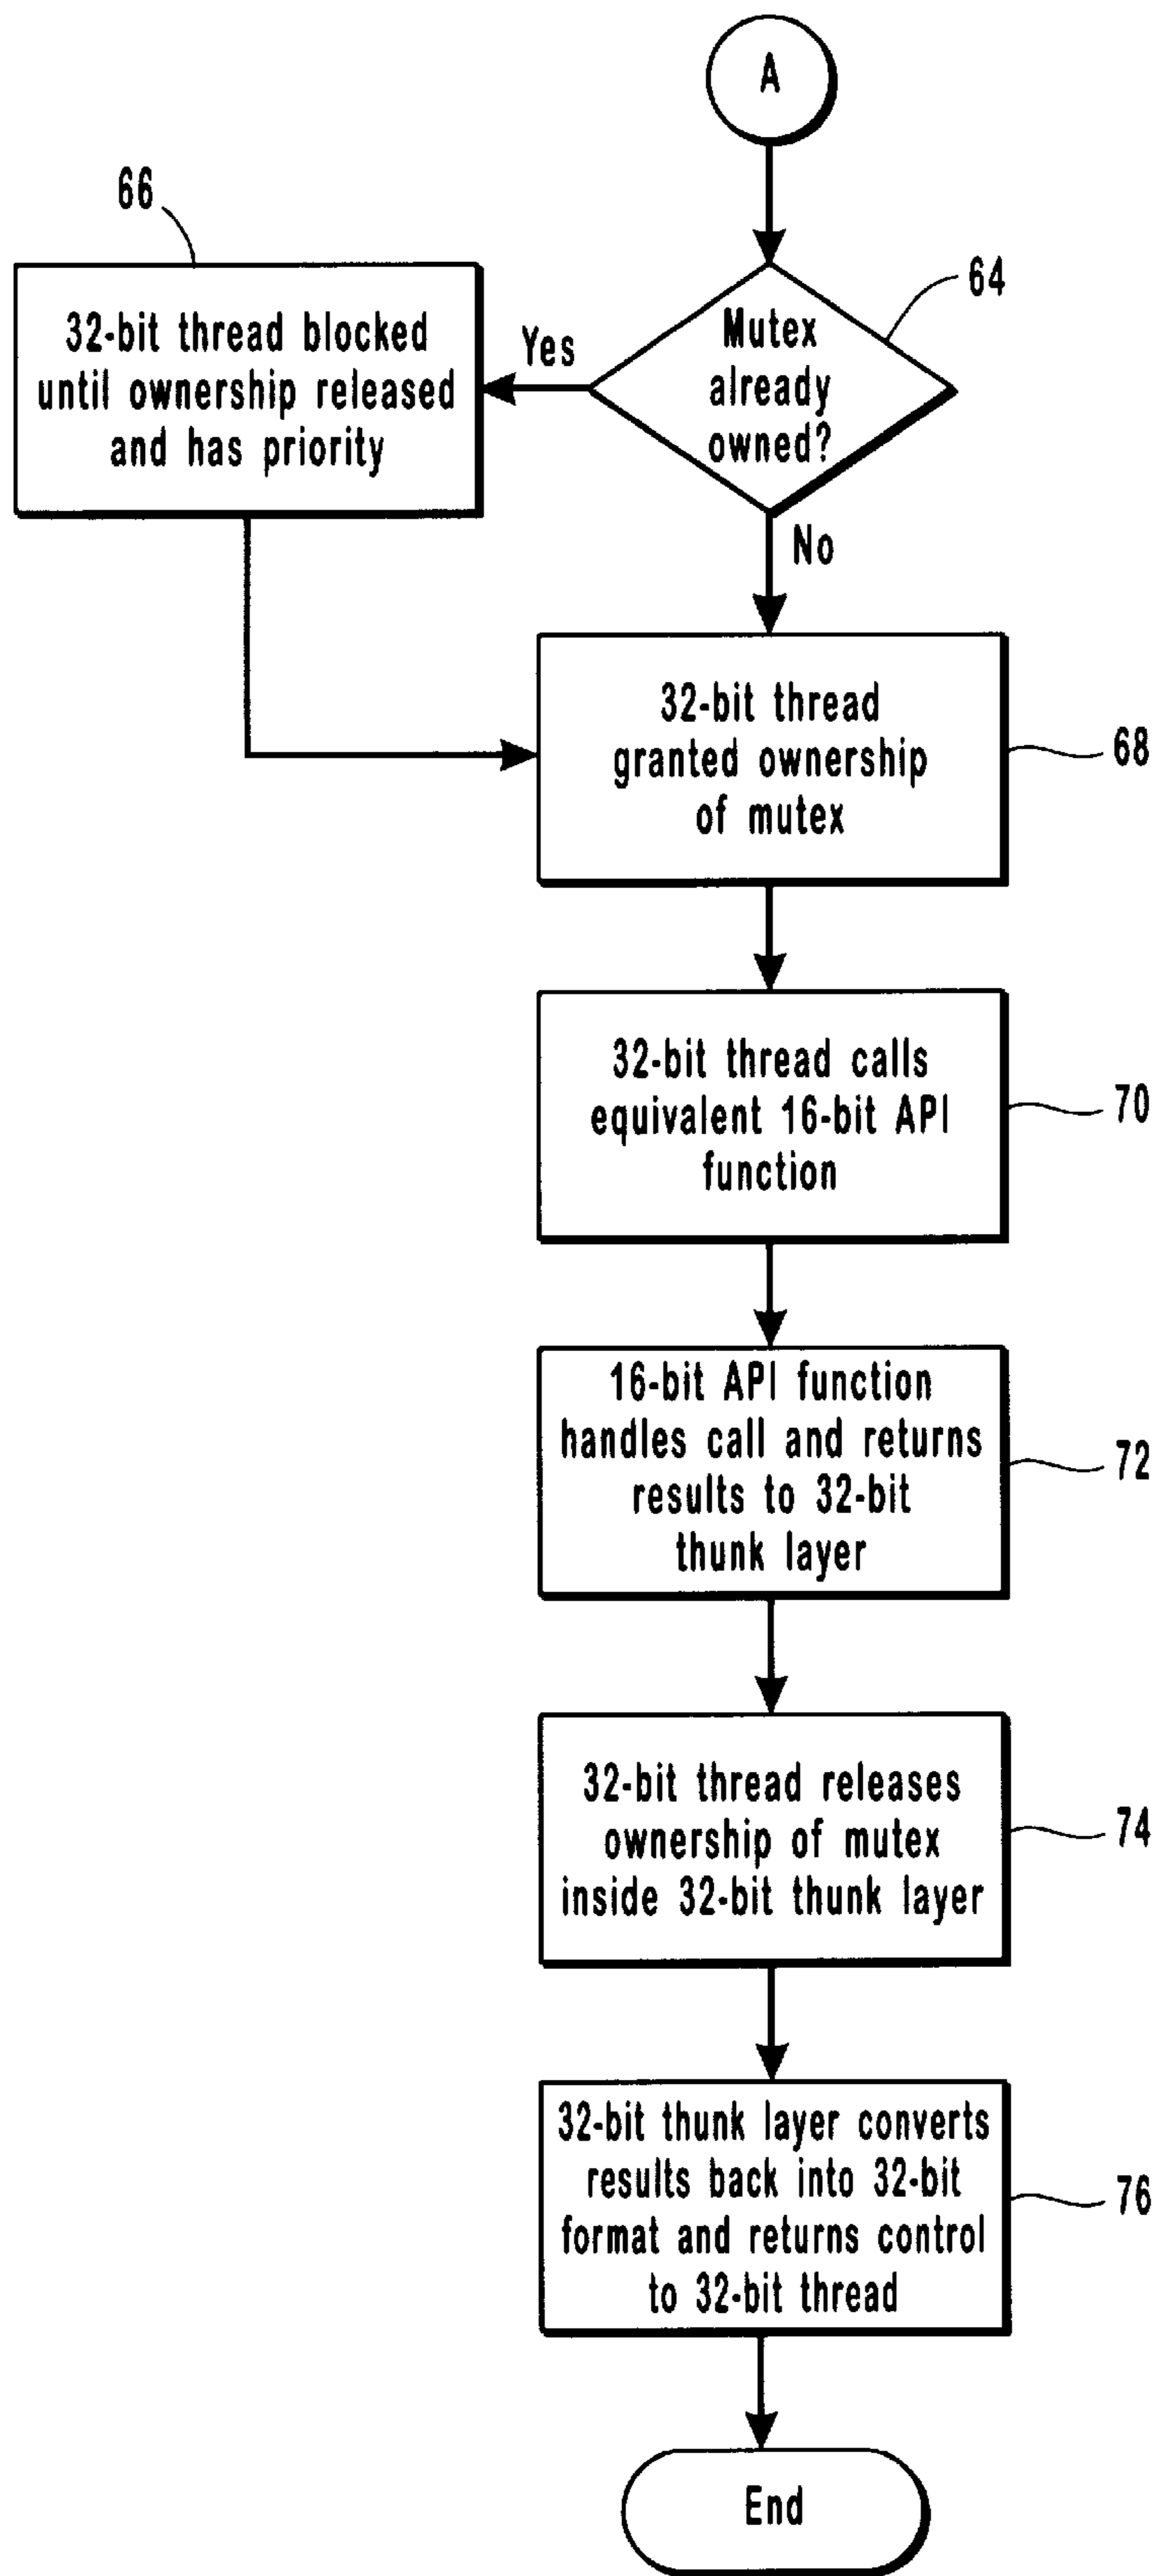 A
66
64
32-bit thread blocked
until ownership released
and has priority
Yes
Mutex
already
owned?
No
32-bit thread
granted ownership
of mutex
68
32-bit thread calls
equivalent 16-bit API
function
70
16-bit API function
handles call and returns
results to 32-bit
thunk layer
72
32-bit thread releases
ownership of mutex
inside 32-bit thunk layer
74
32-bit thunk layer converts
results back into 32-bit
format and returns control
to 32-bit thread
76
End